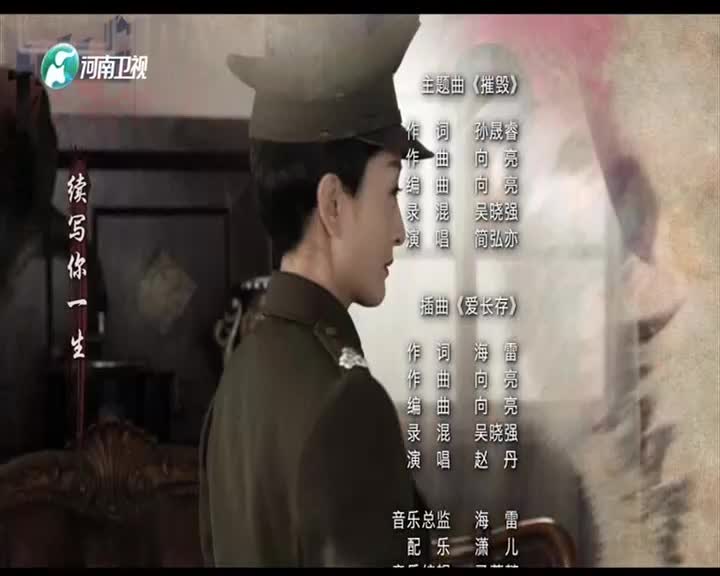 河南卫视
续写你一生
主题曲《摧毁》
作 词 孙晟睿
作 曲 向 亮
编 曲 向 亮
录 混 吴晓强
演 唱 简弘亦
插曲《爱长存》
作 词 海 雷
作 曲 向 亮
编 曲 向 亮
录 混 吴晓强
演 唱 赵 丹
音乐总监 海 雷
配 乐 潇 儿